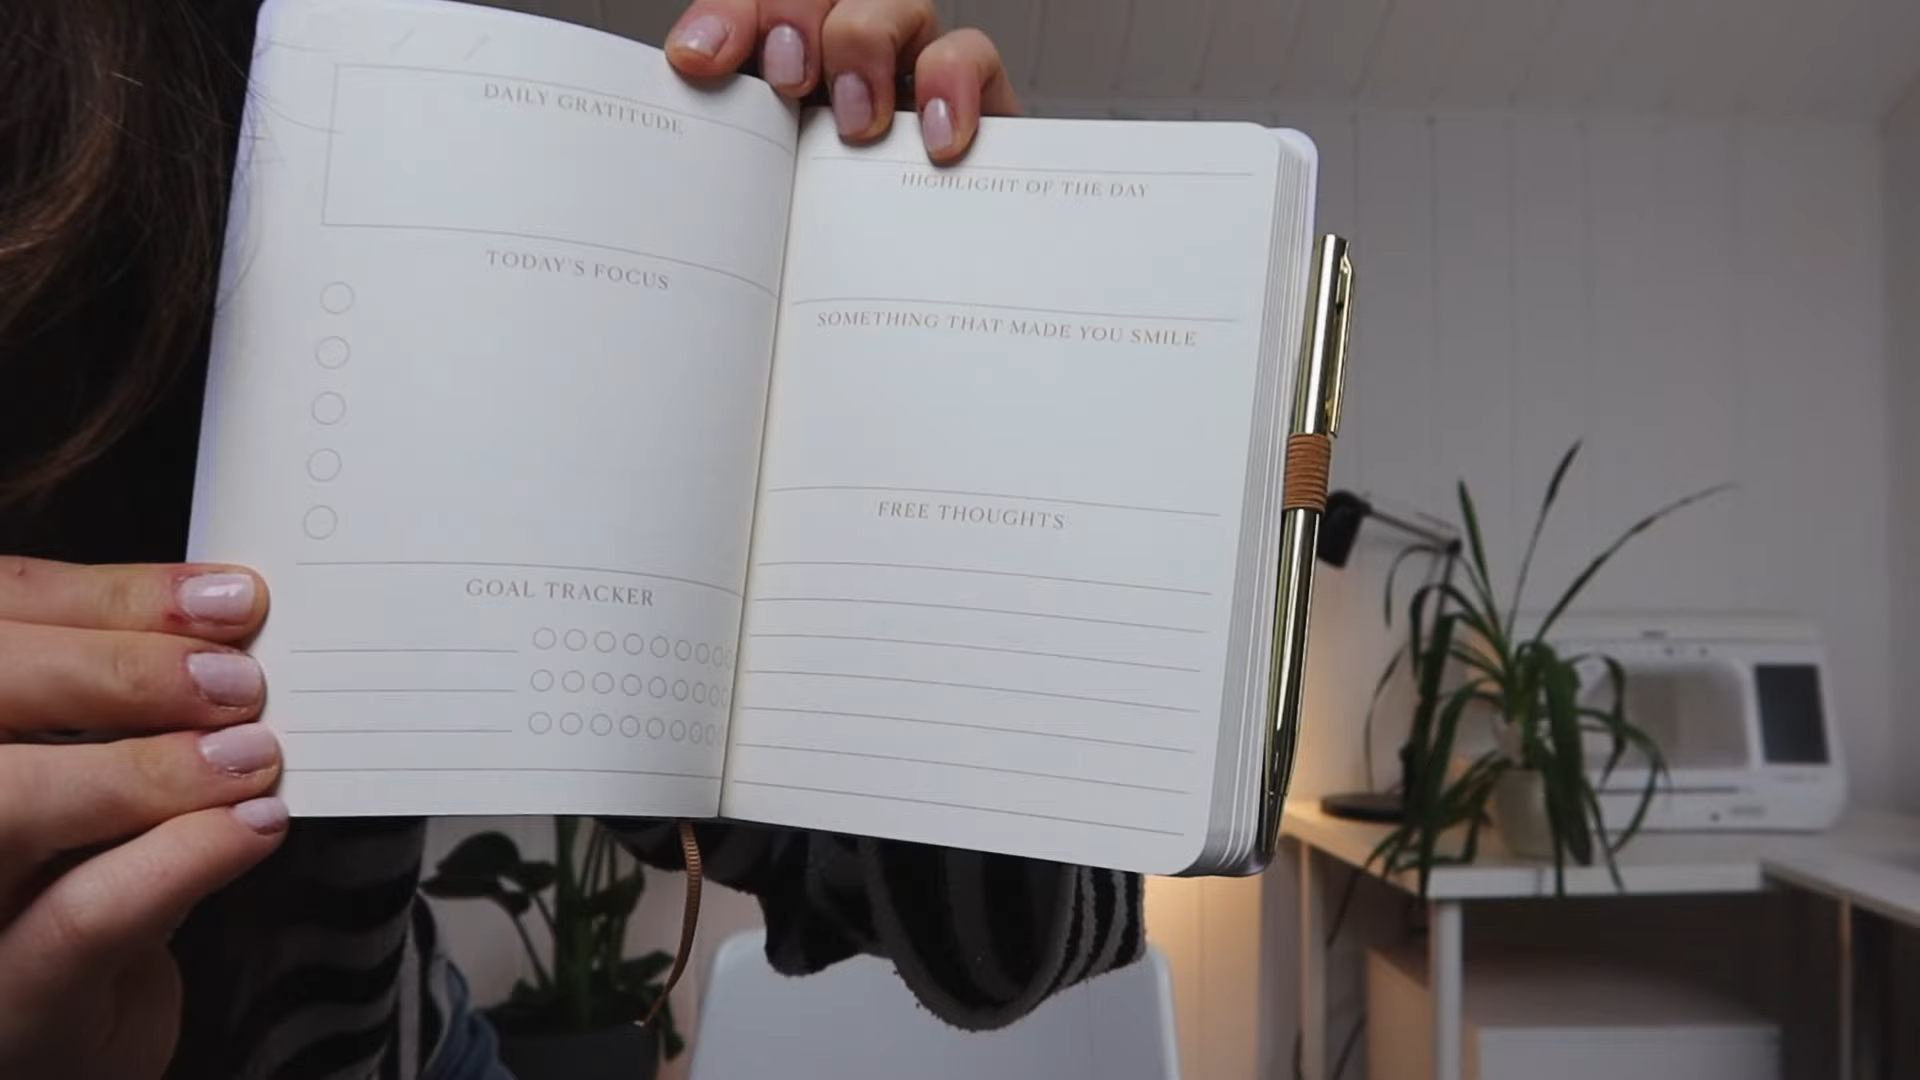 DAILY GRATITUDE
TODAY'S FOCUS
GOAL TRACKER
HIGHLIGHT OF THE DAY
SOMETHING THAT MADE YOU SMILE
FREE THOUGHTS